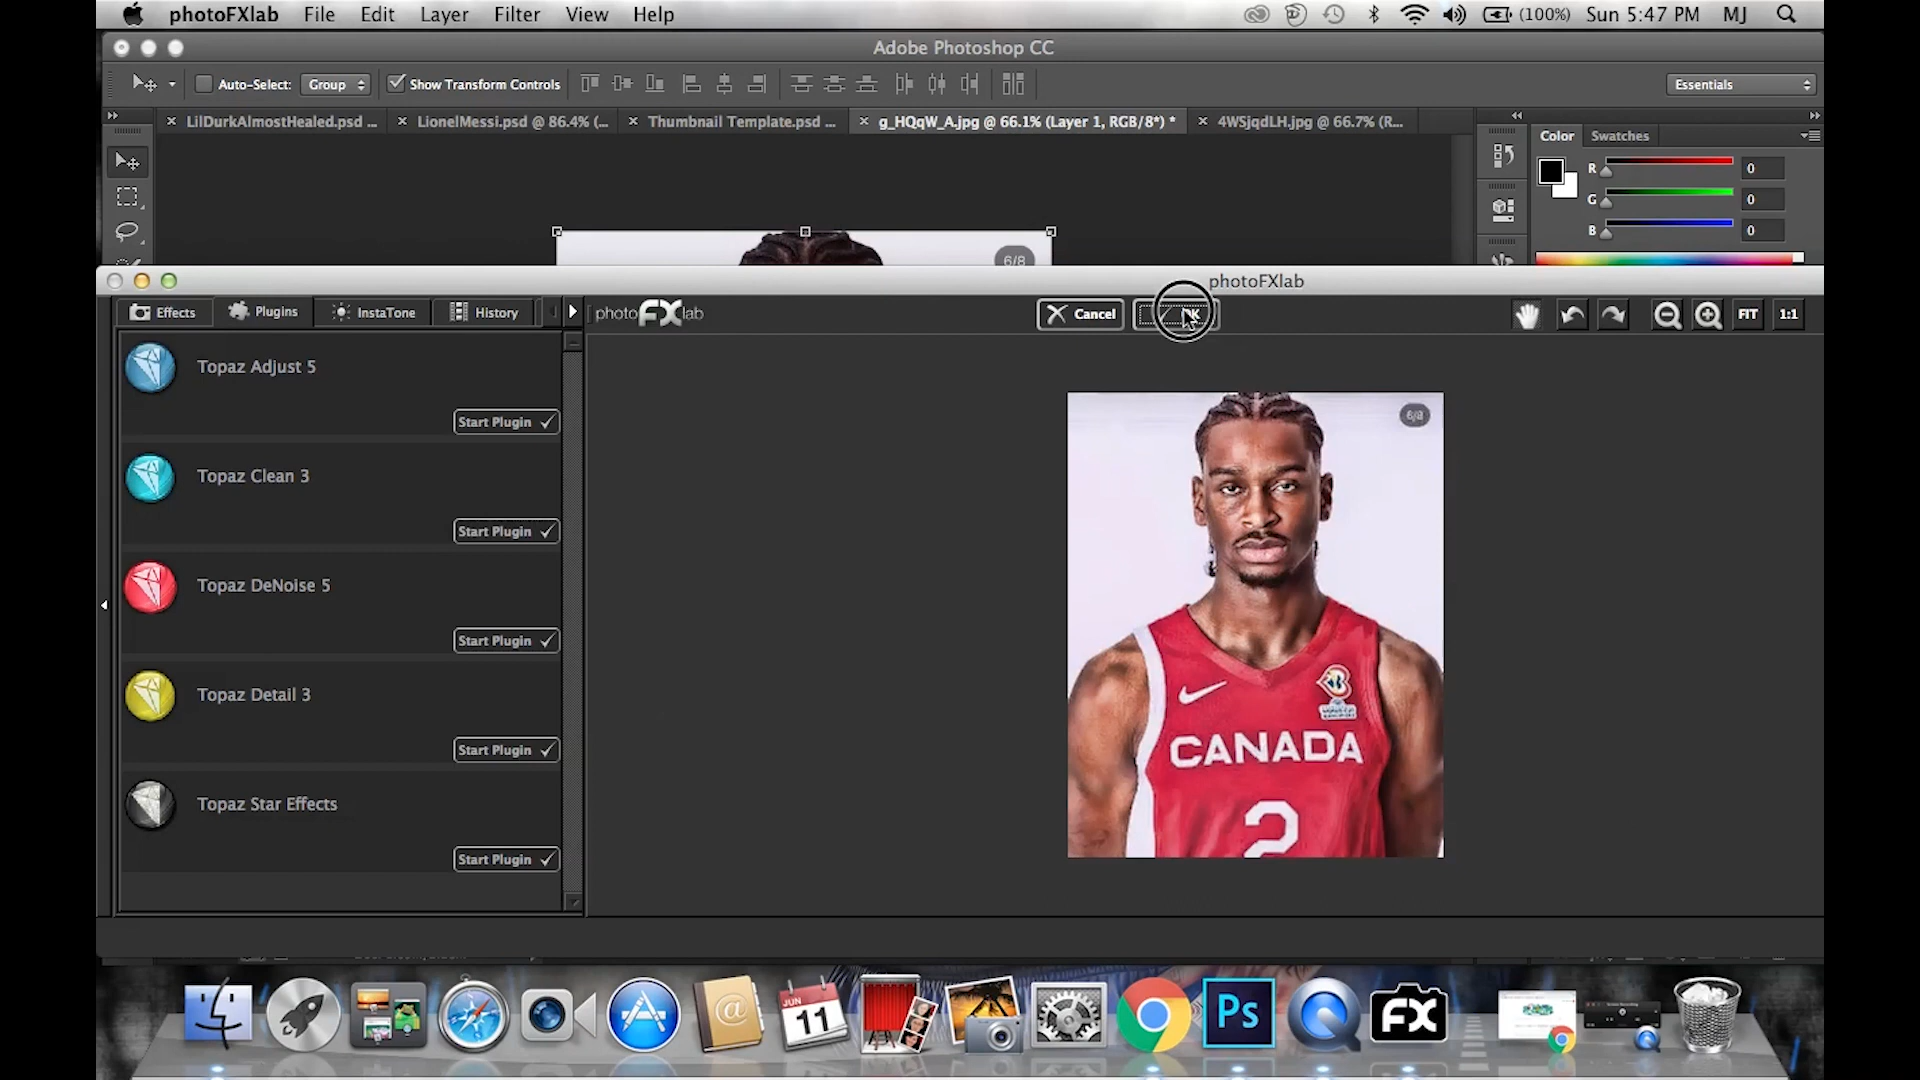 photoFXlab File Edit Layer Filter View Help (100%) Sun 5:47 PM MJ
Adobe Photoshop CC
Auto-Select: Group Show Transform Controls Essentials
LilDurkAlmostHealed.psd ... LionelMessi.psd @ 86.4% (... Thumbnail Template.psd ... g_HQqW_A.jpg @ 66.1% (Layer 1, RGB/8*) * 4WSjqdLH.jpg @ 66.7% (R...
Color Swatches
R 0
G 0
B 0
6/8
photoFXlab
Effects Plugins InstaTone History photoFXlab Cancel OK FIT 1:1
Topaz Adjust 5
Start Plugin
Topaz Clean 3
Start Plugin
Topaz DeNoise 5
Start Plugin
Topaz Detail 3
Start Plugin
Topaz Star Effects
Start Plugin
6/8
CANADA
2
JUN
11
Ps
FX